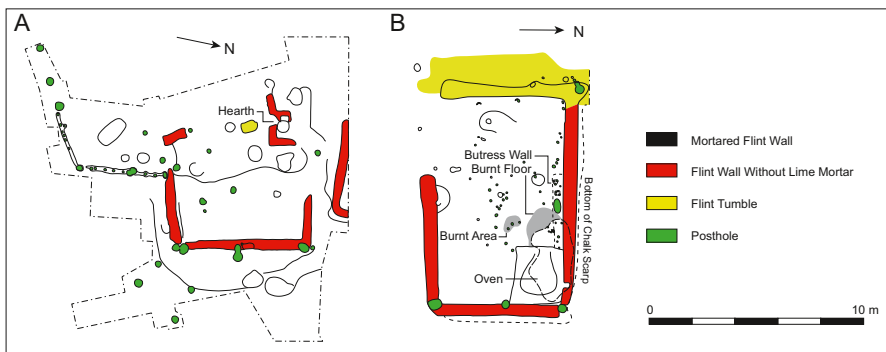 A
N
Hearth
B
N
Butress Wall
Burnt Floor
Burnt Area
Oven
Bottom of Chalk Scarp
Mortared Flint Wall
Flint Wall Without Lime Mortar
Flint Tumble
Posthole
0
10 m